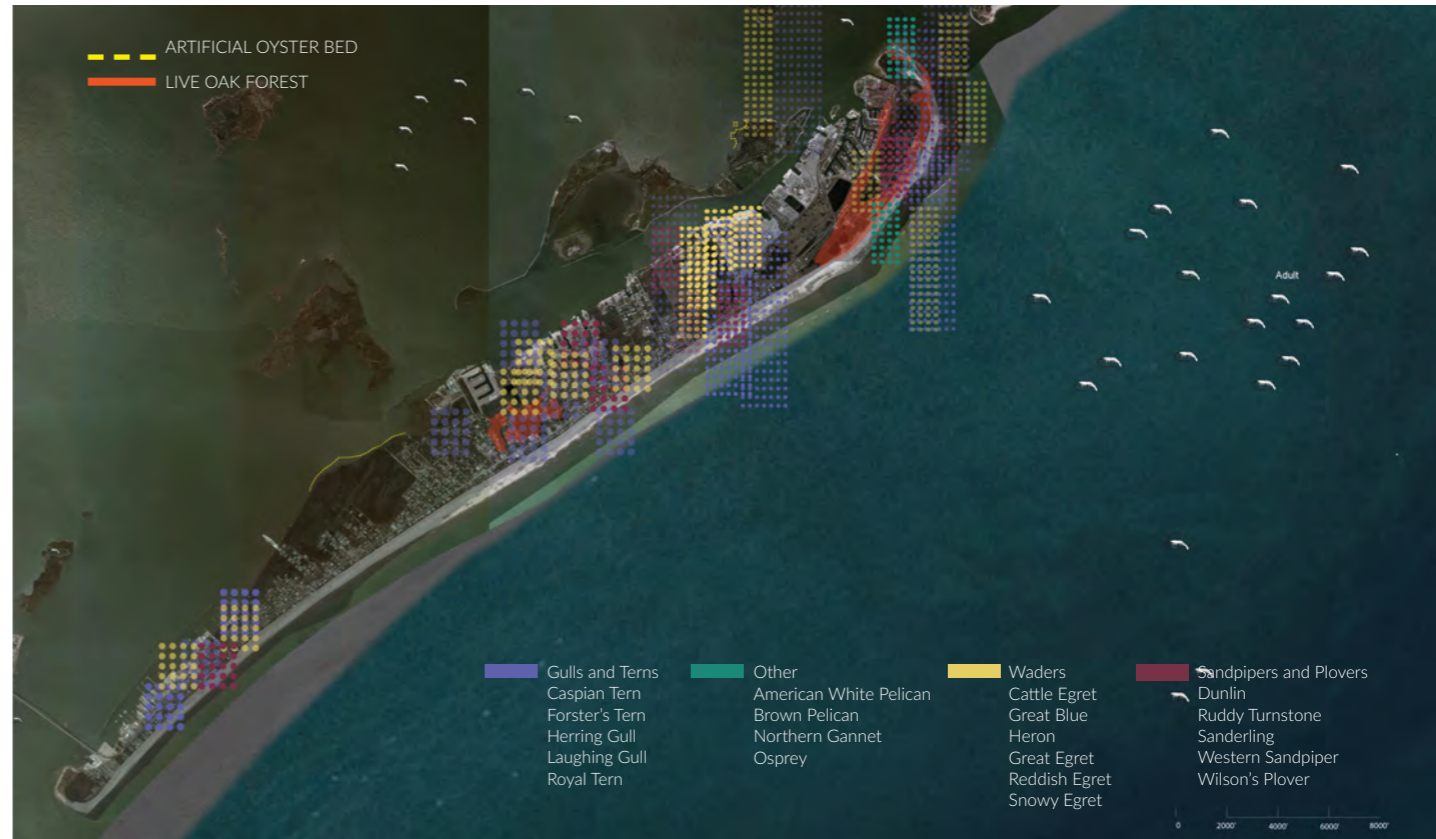 ARTIFICIAL OYSTER BED
LIVE OAK FOREST
Adult
Gulls and Terns
Caspian Tern
Forster's Tern
Herring Gull
Laughing Gull
Royal Tern
Other
American White Pelican
Brown Pelican
Northern Gannet
Osprey
Waders
Cattle Egret
Great Blue
Heron
Great Egret
Reddish Egret
Snowy Egret
Sandpipers and Plovers
Dunlin
Ruddy Turnstone
Sanderling
Western Sandpiper
Wilson's Plover
0 2000' 4000' 6000' 8000'